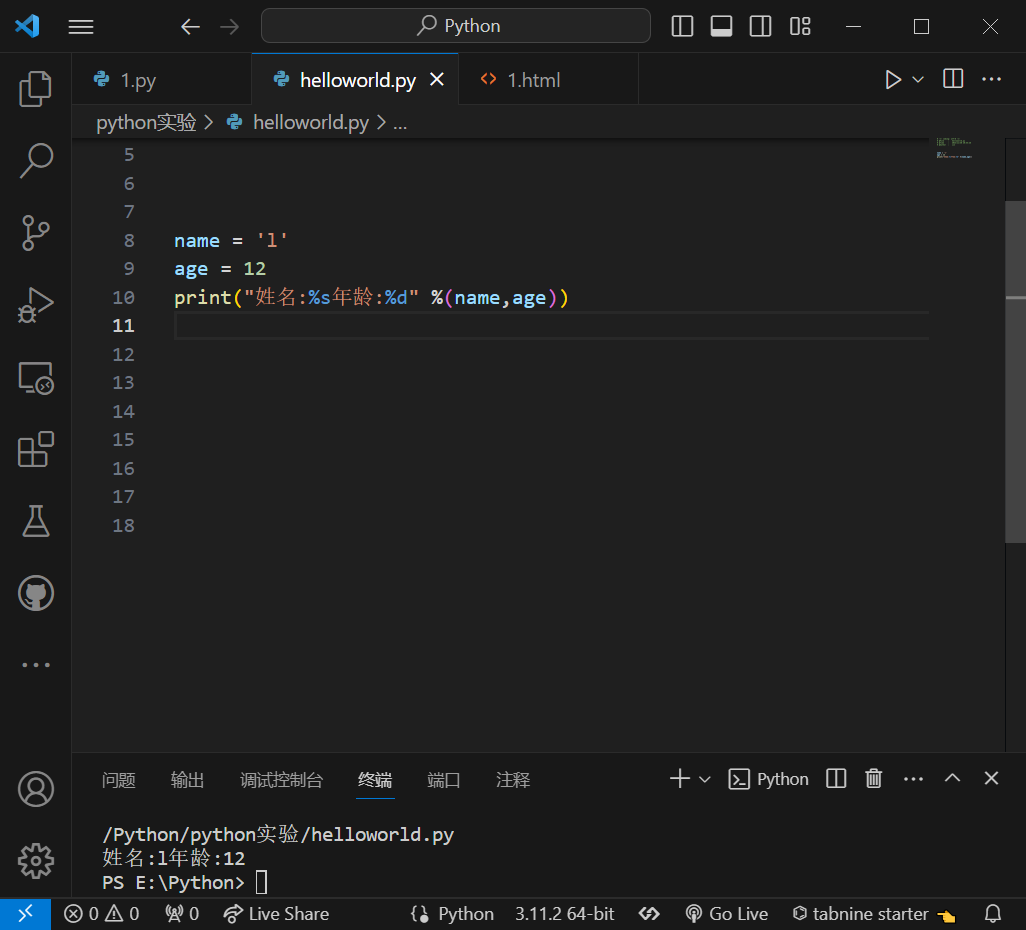 Python
1.py
helloworld.py
1.html
python实验 > helloworld.py > ...
5
6
7
8 name = 'l'
9 age = 12
10 print("姓名:%s年龄:%d" %(name,age))
11
12
13
14
15
16
17
18
问题 输出 调试控制台 终端 端口 注释
Python
/Python/python实验/helloworld.py
姓名:l年龄:12
PS E:\Python>
0 0 0 Live Share Python 3.11.2 64-bit Go Live tabnine starter